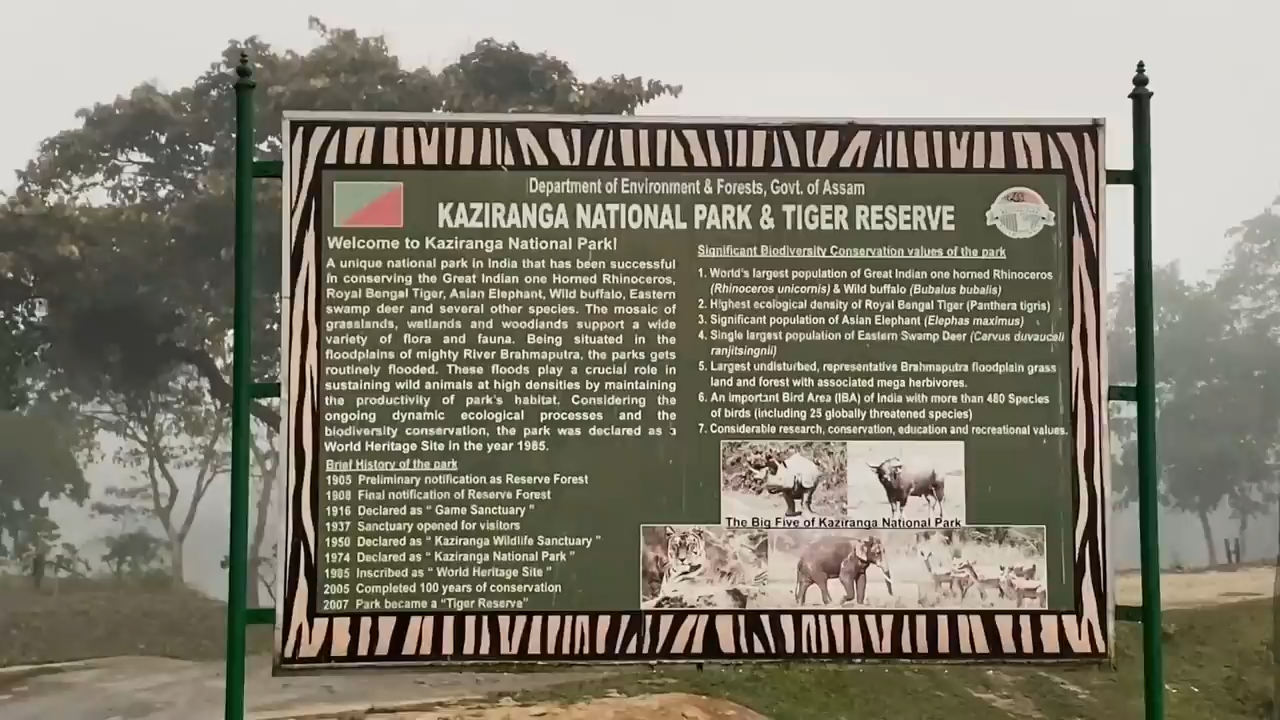 Department of Environment & Forests, Govt. of Assam
KAZIRANGA NATIONAL PARK & TIGER RESERVE
Welcome to Kaziranga National Park!
A unique national park in India that has been successful
in conserving the Great Indian one Horned Rhinoceros,
Royal Bengal Tiger, Asian Elephant, Wild buffalo, Eastern
swamp deer and several other species. The mosaic of
grasslands, wetlands and woodlands support a wide
variety of flora and fauna. Being situated in the
floodplains of mighty River Brahmaputra, the parks gets
routinely flooded. These floods play a crucial role in
sustaining wild animals at high densities by maintaining
the productivity of park's habitat. Considering the
ongoing dynamic ecological processes and the
biodiversity conservation, the park was declared as a
World Heritage Site in the year 1985.
Brief History of the park
1905 Preliminary notification as Reserve Forest
1908 Final notification of Reserve Forest
1916 Declared as " Game Sanctuary "
1937 Sanctuary opened for visitors
1950 Declared as " Kaziranga Wildlife Sanctuary "
1974 Declared as " Kaziranga National Park "
1985 Inscribed as " World Heritage Site "
2005 Completed 100 years of conservation
2007 Park became a "Tiger Reserve"
Significant Biodiversity Conservation values of the park
1. World's largest population of Great Indian one horned Rhinoceros
(Rhinoceros unicornis) & Wild buffalo (Bubalus bubalis)
2. Highest ecological density of Royal Bengal Tiger (Panthera tigris)
3. Significant population of Asian Elephant (Elephas maximus)
4. Single largest population of Eastern Swamp Deer (Carvus duvauceli
ranjitsingnii)
5. Largest undisturbed, representative Brahmaputra floodplain grass
land and forest with associated mega herbivores.
6. An important Bird Area (IBA) of India with more than 480 Species
of birds (including 25 globally threatened species)
7. Considerable research, conservation, education and recreational values.
The Big Five of Kaziranga National Park